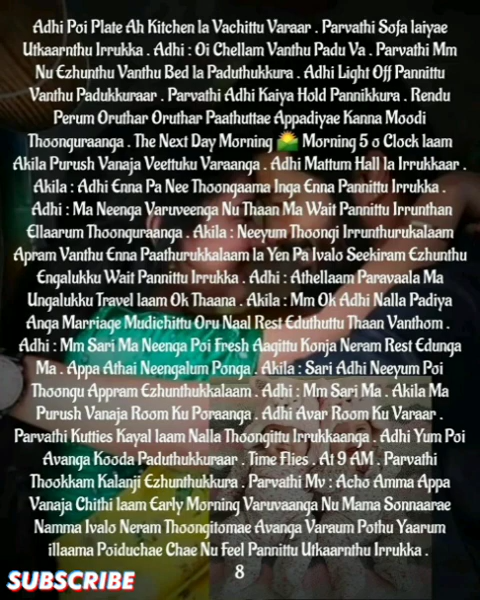 Adhi Poi Plate Ah Kitchen la Vachittu Varaar . Parvathi Sofa laiyae
Utkaarnthu Irrukka . Adhi : Oi Chellam Vanthu Padu Va . Parvathi Mm
Nu Ezhunthu Vanthu Bed la Paduthukkura . Adhi Light Off Pannittu
Vanthu Padukkuraar . Parvathi Adhi Kaiya Hold Pannikkura . Rendu
Perum Oruthar Oruthar Paathuttae Appadiyae Kanna Moodi
Thoonguraanga . The Next Day Morning 🌄 Morning 5 o Clock laam
Akila Purush Vanaja Veettuku Varaanga . Adhi Mattum Hall la Irrukkaar .
Akila : Adhi Enna Pa Nee Thoongaama Inga Enna Pannittu Irrukka .
Adhi : Ma Neenga Varuveenga Nu Thaan Ma Wait Pannittu Irrunthan
Ellaarum Thoonguraanga . Akila : Neeyum Thoongi Irrunthurukalaam
Apram Vanthu Enna Paathurukkalaam la Yen Pa Ivalo Seekiram Ezhunthu
Engalukku Wait Pannittu Irrukka . Adhi : Athellaam Paravaala Ma
Ungalukku Travel laam Ok Thaana . Akila : Mm Ok Adhi Nalla Padiya
Anga Marriage Mudichittu Oru Naal Rest Eduthuttu Thaan Vanthom .
Adhi : Mm Sari Ma Neenga Poi Fresh Aagittu Konja Neram Rest Edunga
Ma . Appa Athai Neengalum Ponga . Akila : Sari Adhi Neeyum Poi
Thoongu Appram Ezhunthukkalaam . Adhi : Mm Sari Ma . Akila Ma
Purush Vanaja Room Ku Poraanga . Adhi Avar Room Ku Varaar .
Parvathi Kutties Kayal laam Nalla Thoongittu Irrukkaanga . Adhi Yum Poi
Avanga Kooda Paduthukkuraar . Time Flies . At 9 AM . Parvathi
Thookkam Kalanji Ezhunthukkura . Parvathi Mv : Acho Amma Appa
Vanaja Chithi laam Early Morning Varuvaanga Nu Mama Sonnaarae
Namma Ivalo Neram Thoongitomae Avanga Varaum Pothu Yaarum
illaama Poiduchae Chae Nu Feel Pannittu Utkaarnthu Irrukka .
SUBSCRIBE
8